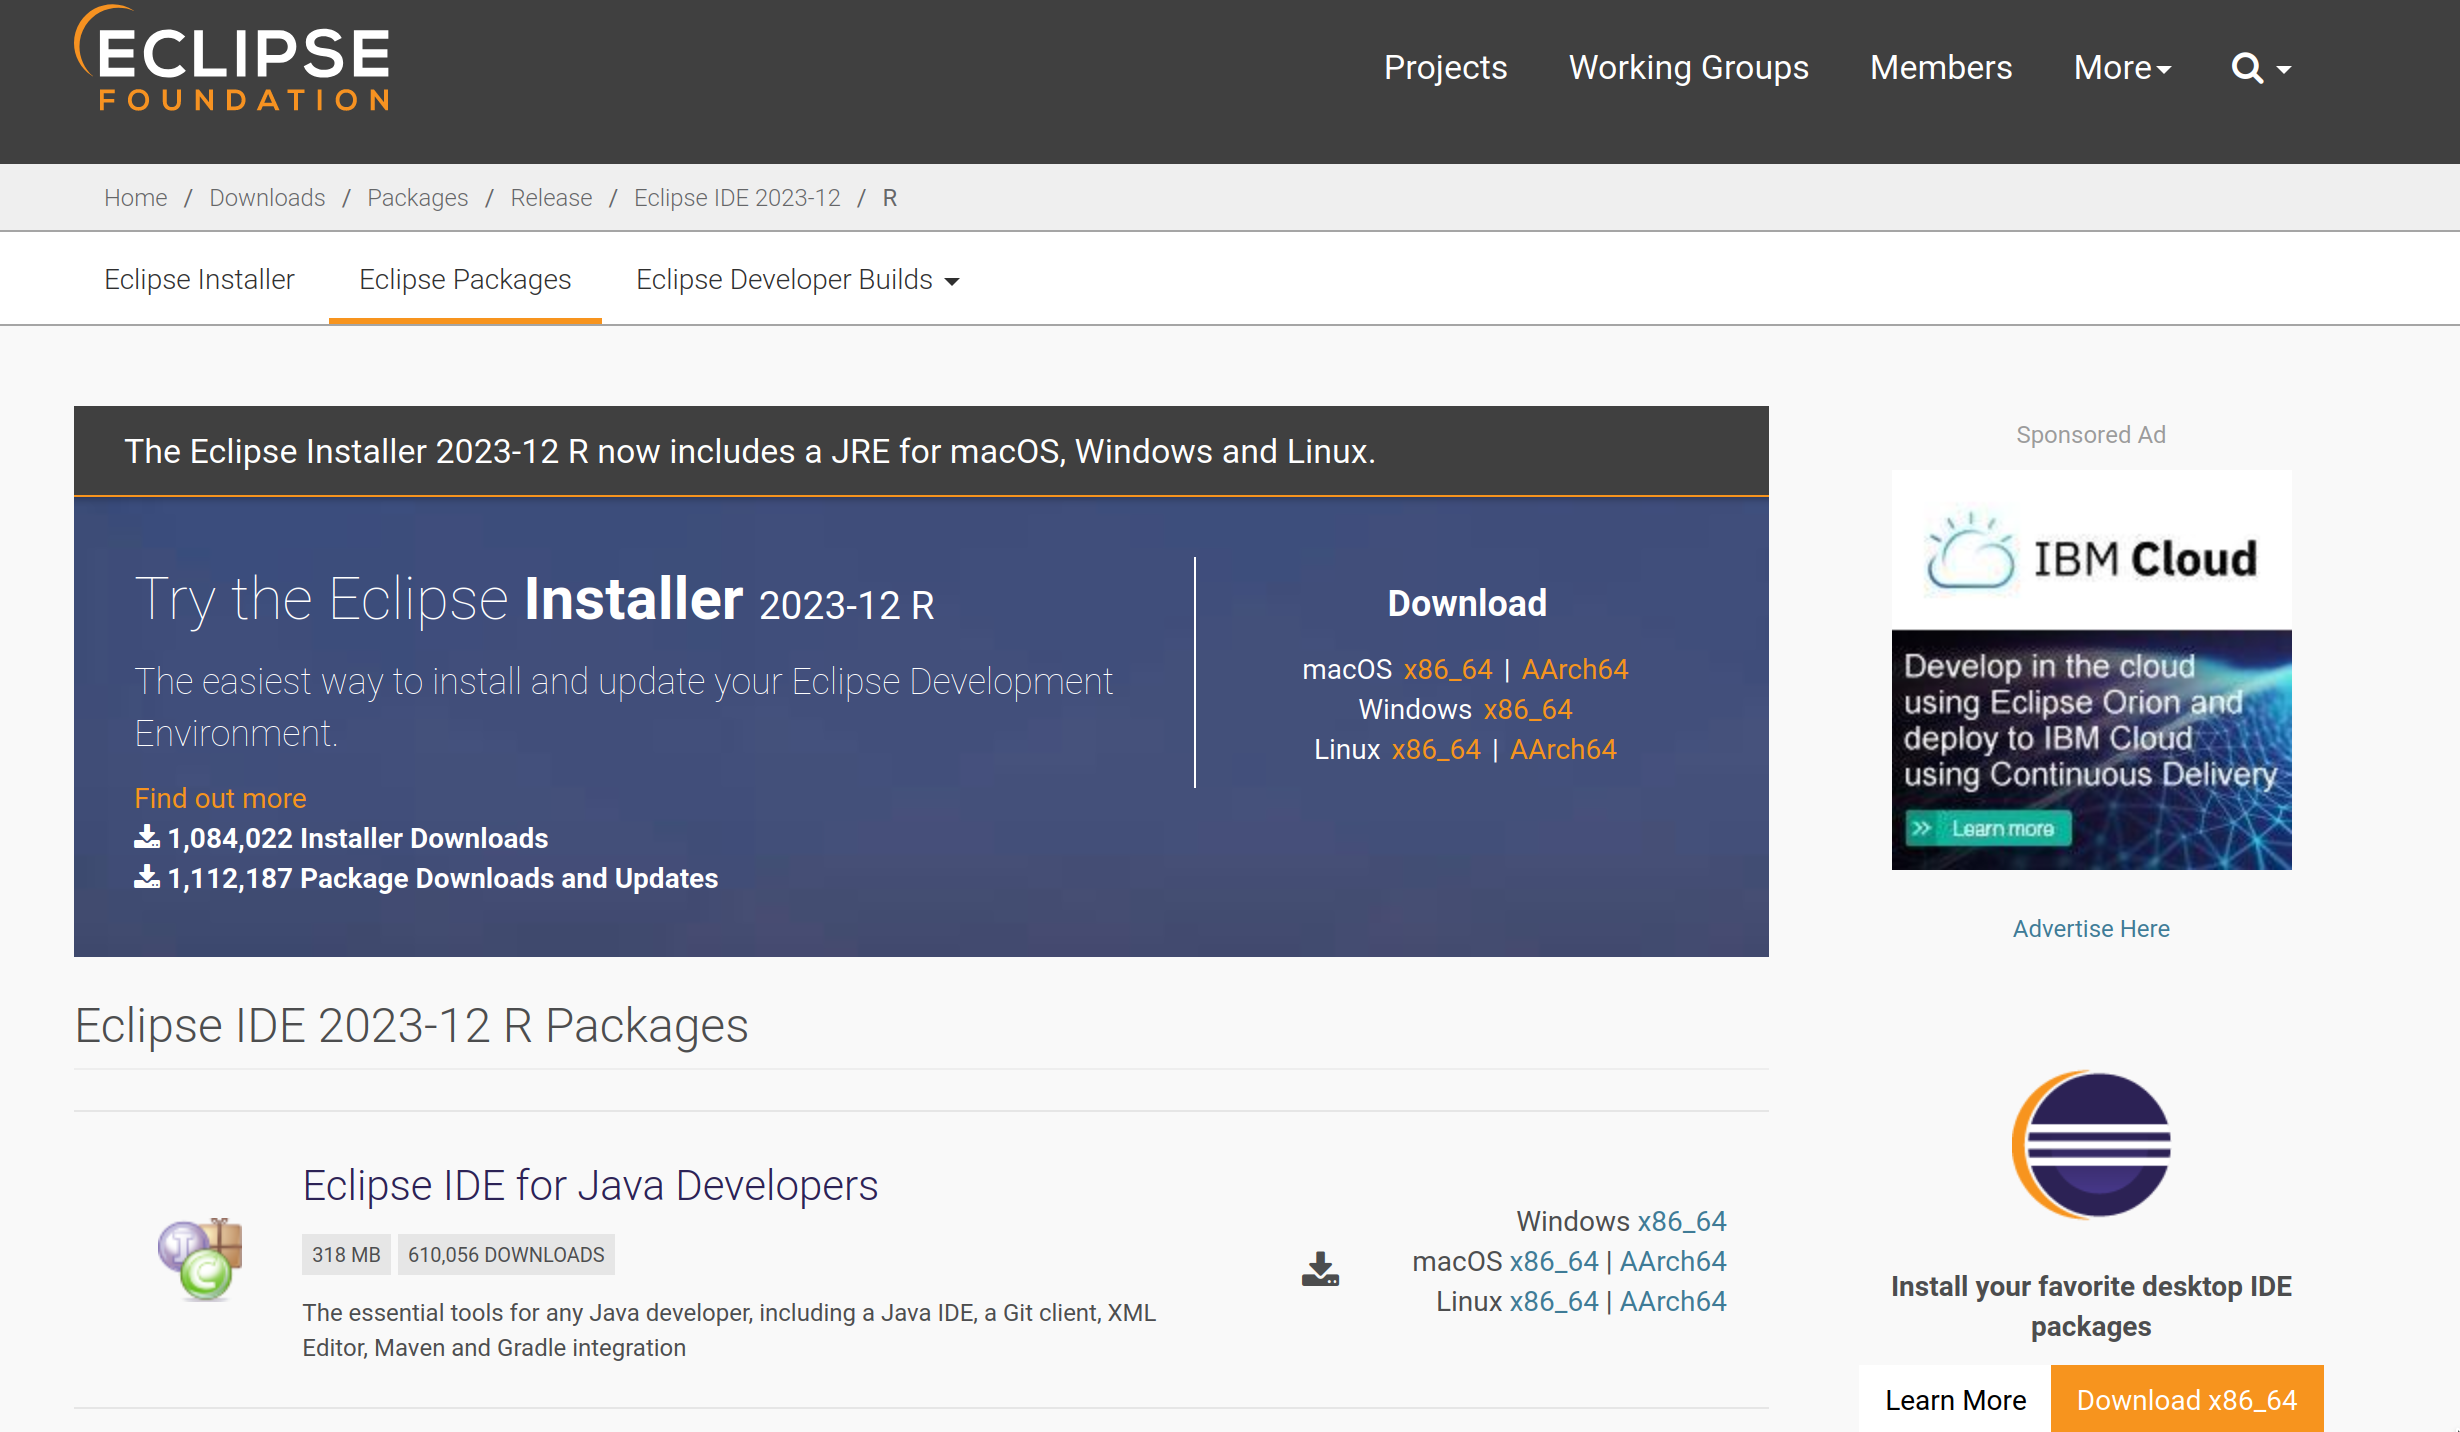 ECLIPSE
FOUNDATION
Projects
Working Groups
Members
More
Home / Downloads / Packages / Release / Eclipse IDE 2023-12 / R
Eclipse Installer
Eclipse Packages
Eclipse Developer Builds
The Eclipse Installer 2023-12 R now includes a JRE for macOS, Windows and Linux.
Try the Eclipse Installer 2023-12 R
The easiest way to install and update your Eclipse Development
Environment.
Find out more
1,084,022 Installer Downloads
1,112,187 Package Downloads and Updates
Download
macOS x86_64 | AArch64
Windows x86_64
Linux x86_64 | AArch64
Sponsored Ad
IBM Cloud
Develop in the cloud
using Eclipse Orion and
deploy to IBM Cloud
using Continuous Delivery
>> Learn more
Advertise Here
Eclipse IDE 2023-12 R Packages
Eclipse IDE for Java Developers
318 MB
610,056 DOWNLOADS
The essential tools for any Java developer, including a Java IDE, a Git client, XML
Editor, Maven and Gradle integration
Windows x86_64
macOS x86_64 | AArch64
Linux x86_64 | AArch64
Install your favorite desktop IDE
packages
Learn More
Download x86_64